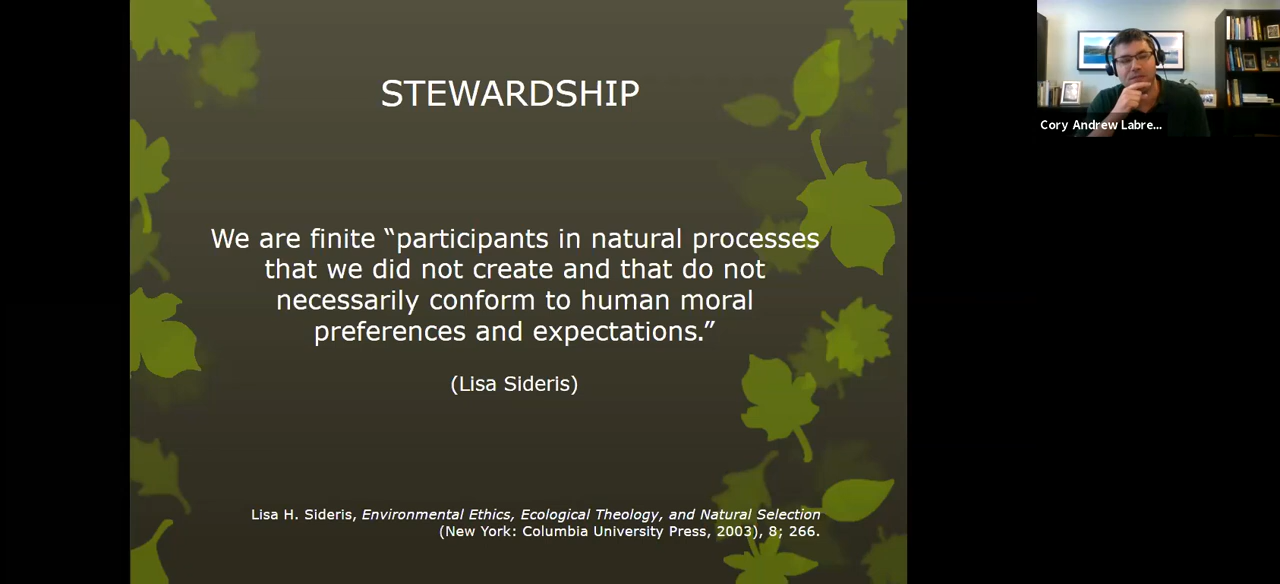 STEWARDSHIP
We are finite “participants in natural processes
that we did not create and that do not
necessarily conform to human moral
preferences and expectations.”
(Lisa Sideris)
Lisa H. Sideris, Environmental Ethics, Ecological Theology, and Natural Selection
(New York: Columbia University Press, 2003), 8; 266.
Cory Andrew Labre...